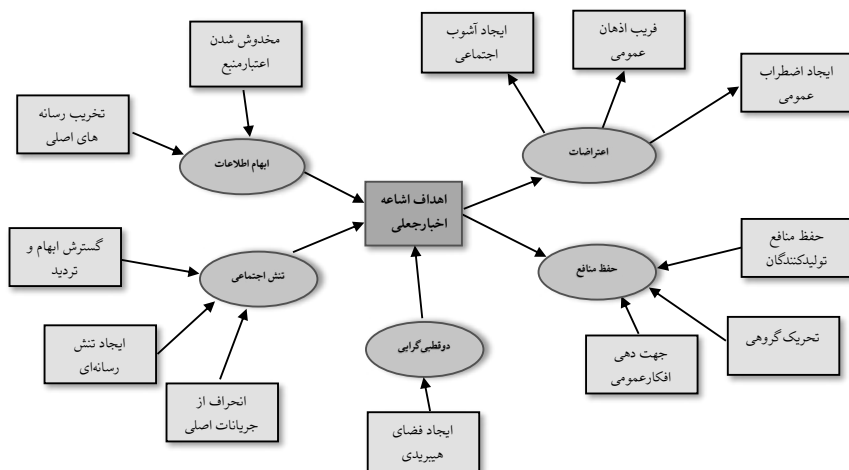 مخدوش شدن
اعتبارمنبع
ایجاد آشوب
اجتماعی
فریب اذهان
عمومی
ایجاد اضطراب
عمومی
تخریب رسانه
های اصلی
ابهام اطلاعات
اعتراضات
اهداف اشاعه
اخبارجعلی
گسترش ابهام و
تردید
تنش اجتماعی
حفظ منافع
حفظ منافع
تولیدکنندگان
ایجاد تنش
رسانه‌ای
دوقطبی‌گرایی
جهت دهی
افکارعمومی
تحریک گروهی
انحراف از
جریانات اصلی
ایجاد فضای
هیبریدی